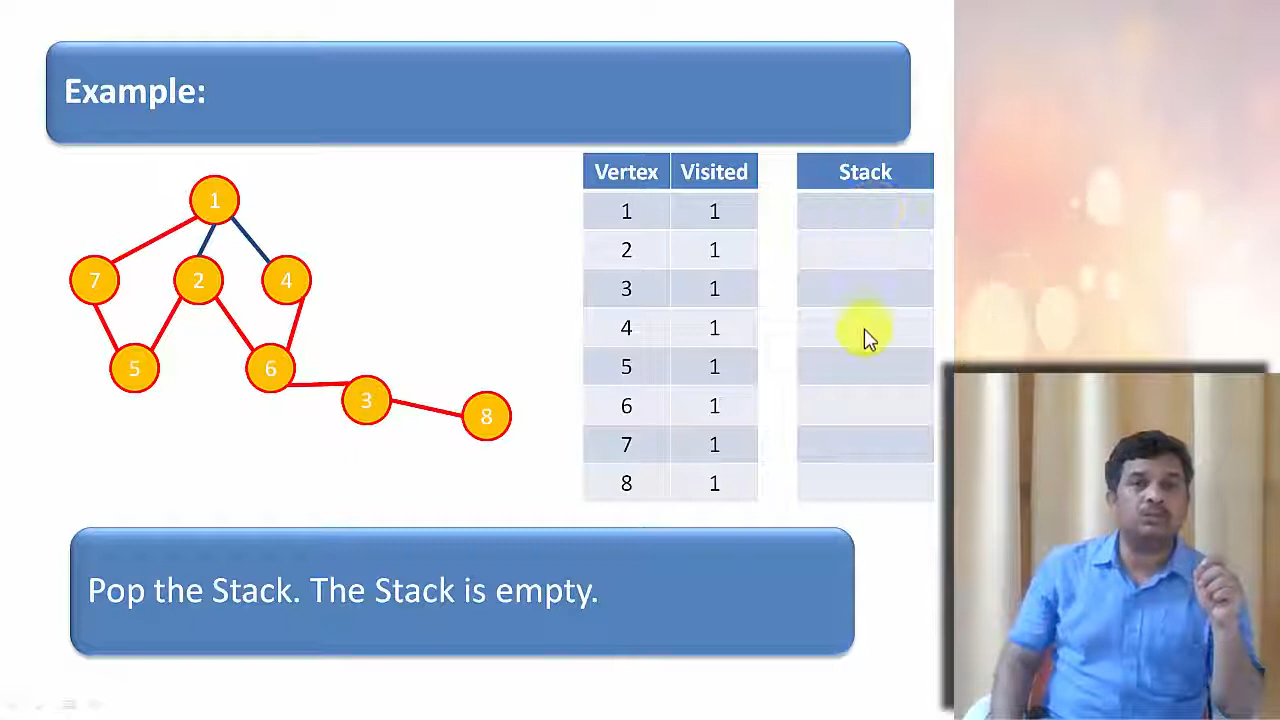 Example:
1
7 2 4
5 6
3 8
Vertex Visited
1 1
2 1
3 1
4 1
5 1
6 1
7 1
8 1
Stack
Pop the Stack. The Stack is empty.